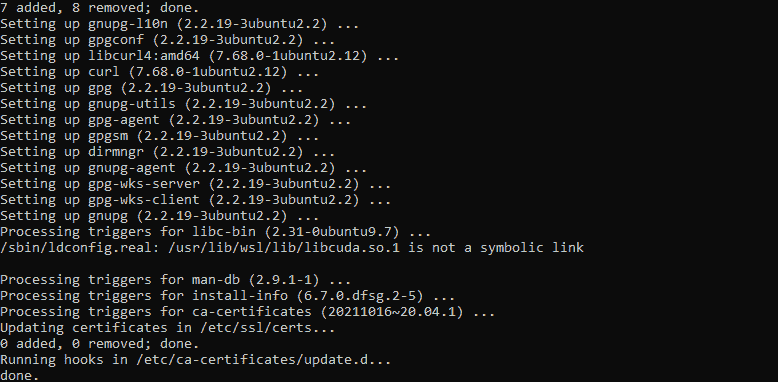 7 added, 8 removed; done.
Setting up gnupg-l10n (2.2.19-3ubuntu2.2) ...
Setting up gpgconf (2.2.19-3ubuntu2.2) ...
Setting up libcurl4:amd64 (7.68.0-1ubuntu2.12) ...
Setting up curl (7.68.0-1ubuntu2.12) ...
Setting up gpg (2.2.19-3ubuntu2.2) ...
Setting up gnupg-utils (2.2.19-3ubuntu2.2) ...
Setting up gpg-agent (2.2.19-3ubuntu2.2) ...
Setting up gpgsm (2.2.19-3ubuntu2.2) ...
Setting up dirmngr (2.2.19-3ubuntu2.2) ...
Setting up gnupg-agent (2.2.19-3ubuntu2.2) ...
Setting up gpg-wks-server (2.2.19-3ubuntu2.2) ...
Setting up gpg-wks-client (2.2.19-3ubuntu2.2) ...
Setting up gnupg (2.2.19-3ubuntu2.2) ...
Processing triggers for libc-bin (2.31-0ubuntu9.7) ...
/sbin/ldconfig.real: /usr/lib/wsl/lib/libcuda.so.1 is not a symbolic link

Processing triggers for man-db (2.9.1-1) ...
Processing triggers for install-info (6.7.0.dfsg.2-5) ...
Processing triggers for ca-certificates (20211016~20.04.1) ...
Updating certificates in /etc/ssl/certs...
0 added, 0 removed; done.
Running hooks in /etc/ca-certificates/update.d...
done.